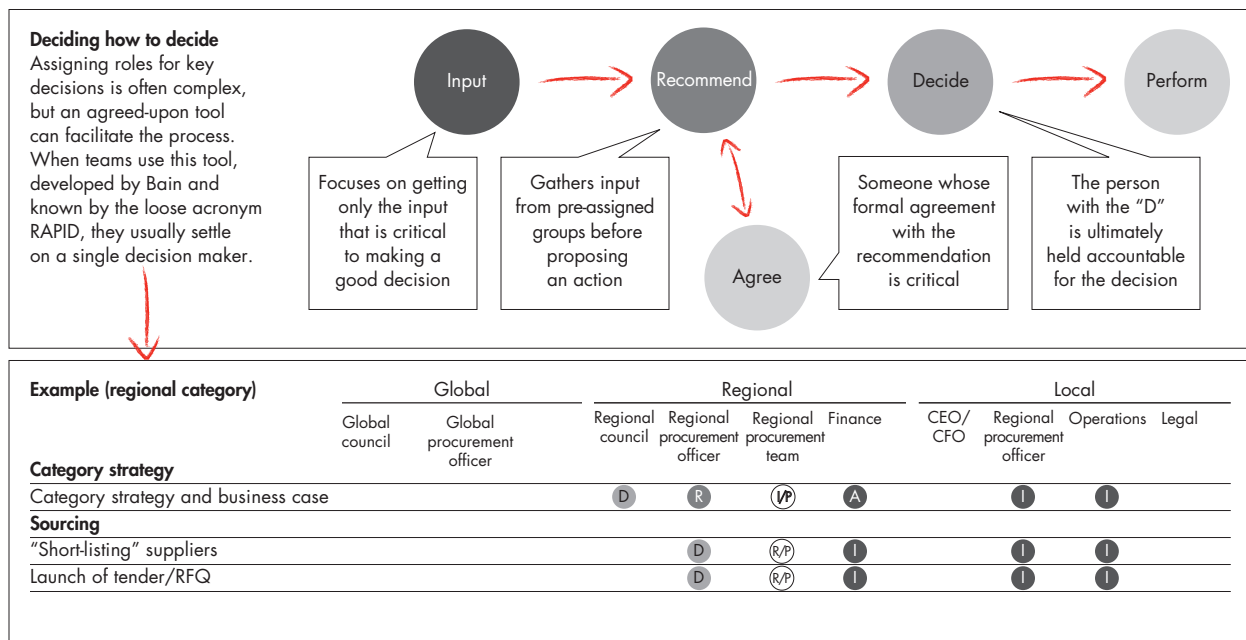 Deciding how to decide
Assigning roles for key
decisions is often complex,
but an agreed-upon tool
can facilitate the process.
When teams use this tool,
developed by Bain and
known by the loose acronym
RAPID, they usually settle
on a single decision maker.
Input
Recommend
Decide
Perform
Focuses on getting
only the input
that is critical
to making a
good decision
Gathers input
from pre-assigned
groups before
proposing
an action
Agree
Someone whose
formal agreement
with the
recommendation
is critical
The person
with the “D”
is ultimately
held accountable
for the decision
Example (regional category)
Global
Regional
Local
Global
council
Global
procurement
officer
Regional
council
Regional
procurement
officer
Regional
procurement
team
Finance
CEO/
CFO
Regional
procurement
officer
Operations
Legal
Category strategy
Category strategy and business case D R I/P A I I
Sourcing
“Short-listing” suppliers D R/P I I I
Launch of tender/RFQ D R/P I I I